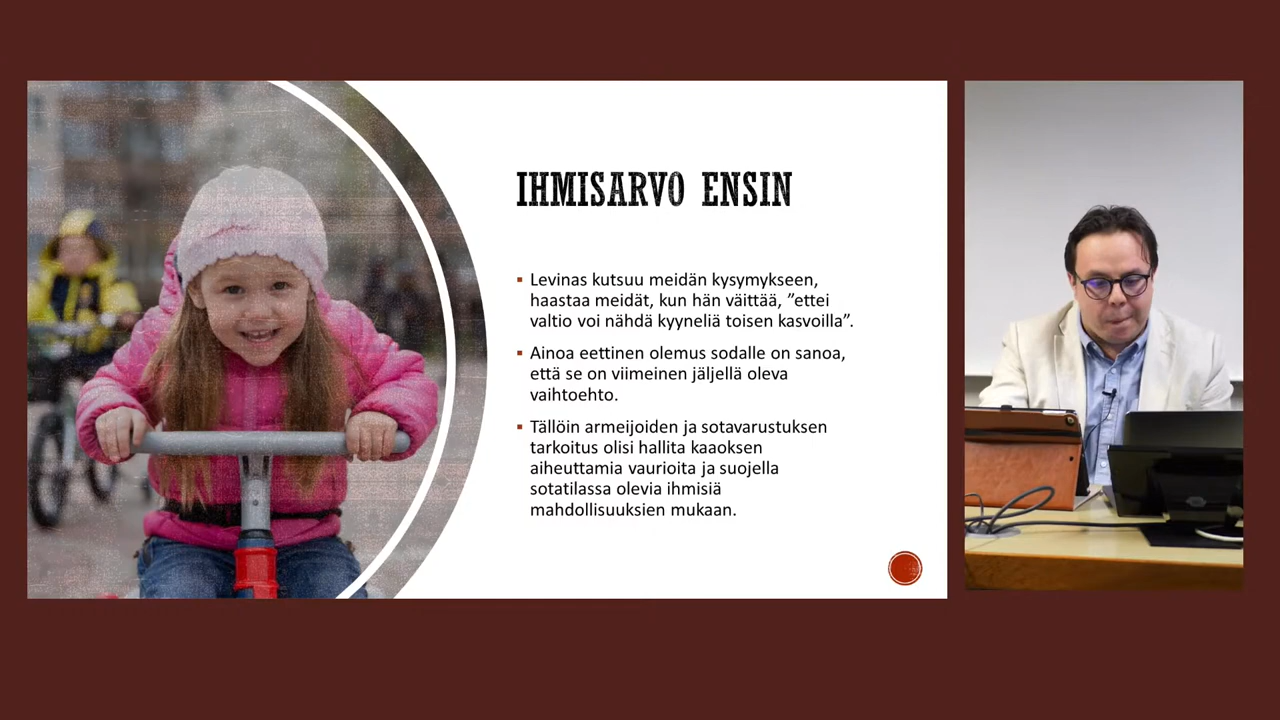 IHMISARVO ENSIN
▪ Levinas kutsuu meidän kysymykseen,
haastaa meidät, kun hän väittää, ”ettei
valtio voi nähdä kyyneliä toisen kasvoilla”.
▪ Ainoa eettinen olemus sodalle on sanoa,
että se on viimeinen jäljellä oleva
vaihtoehto.
▪ Tällöin armeijoiden ja sotavarustuksen
tarkoitus olisi hallita kaaoksen
aiheuttamia vaurioita ja suojella
sotatilassa olevia ihmisiä
mahdollisuuksien mukaan.